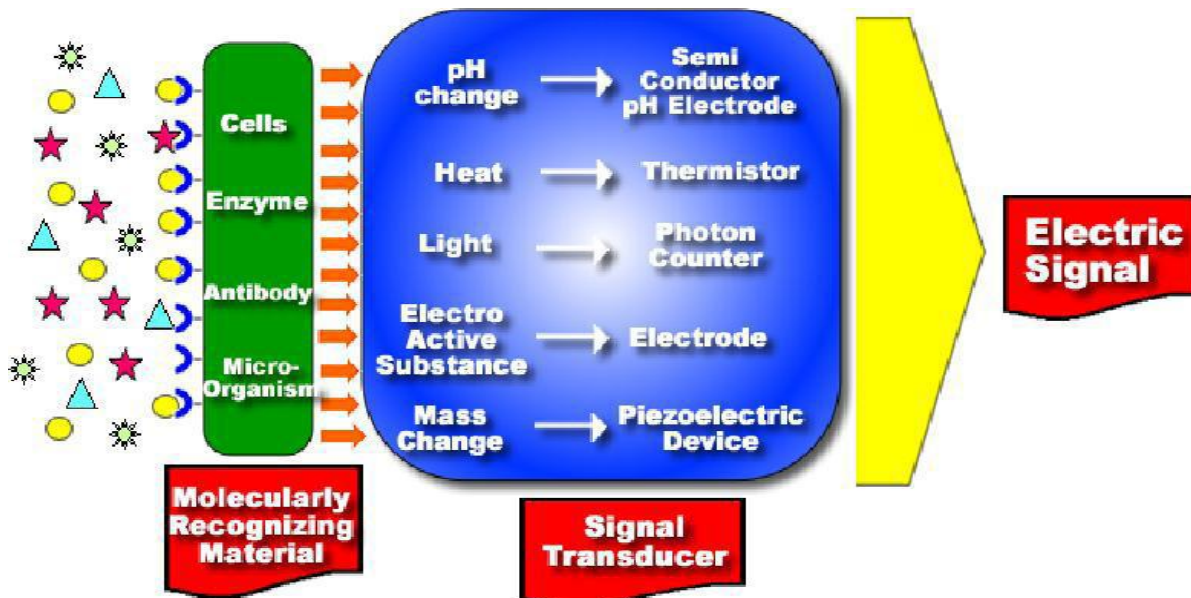 Cells
Enzyme
Antibody
Micro-
Organism
pH
change
Semi
Conductor
pH Electrode
Heat
Thermistor
Light
Photon
Counter
Electro
Active
Substance
Electrode
Mass
Change
Piezoelectric
Device
Electric
Signal
Molecularly
Recognizing
Material
Signal
Transducer